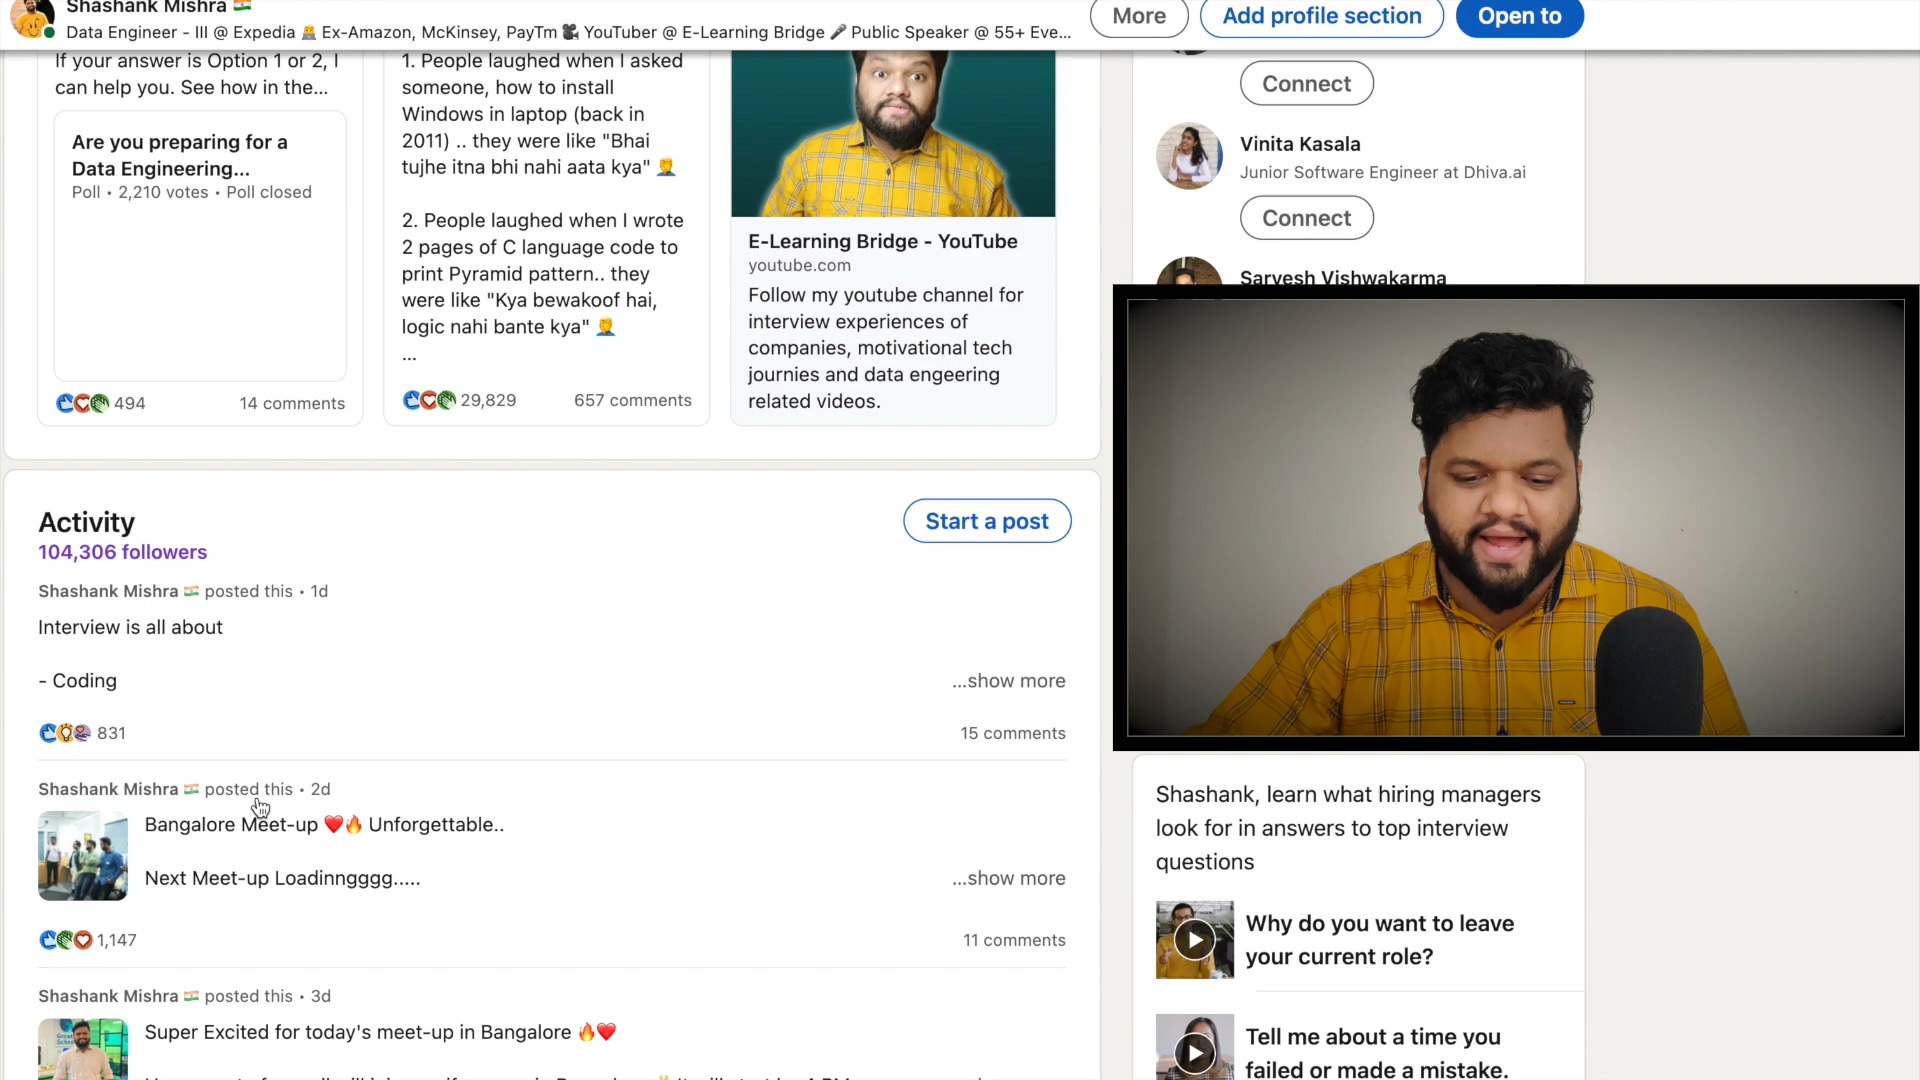 Shashank Mishra 🇮🇳
Data Engineer - III @ Expedia 👨‍💻 Ex-Amazon, McKinsey, PayTm 🎥 YouTuber @ E-Learning Bridge 🎤 Public Speaker @ 55+ Eve...
More
Add profile section
Open to
If your answer is Option 1 or 2, I
can help you. See how in the...
Are you preparing for a
Data Engineering...
Poll • 2,210 votes • Poll closed
494
14 comments
1. People laughed when I asked
someone, how to install
Windows in laptop (back in
2011) .. they were like "Bhai
tujhe itna bhi nahi aata kya" 🤦‍♂️
2. People laughed when I wrote
2 pages of C language code to
print Pyramid pattern.. they
were like "Kya bewakoof hai,
logic nahi bante kya" 🤦‍♂️
...
29,829
657 comments
E-Learning Bridge - YouTube
youtube.com
Follow my youtube channel for
interview experiences of
companies, motivational tech
journies and data engeering
related videos.
Connect
Vinita Kasala
Junior Software Engineer at Dhiva.ai
Connect
Sarvesh Vishwakarma
Activity
104,306 followers
Start a post
Shashank Mishra 🇮🇳 posted this • 1d
Interview is all about
- Coding
...show more
831
15 comments
Shashank Mishra 🇮🇳 posted this • 2d
Bangalore Meet-up ❤️🔥 Unforgettable..
Next Meet-up Loadinngggg.....
...show more
1,147
11 comments
Shashank Mishra 🇮🇳 posted this • 3d
Super Excited for today's meet-up in Bangalore 🔥❤️
Shashank, learn what hiring managers
look for in answers to top interview
questions
Why do you want to leave
your current role?
Tell me about a time you
failed or made a mistake.